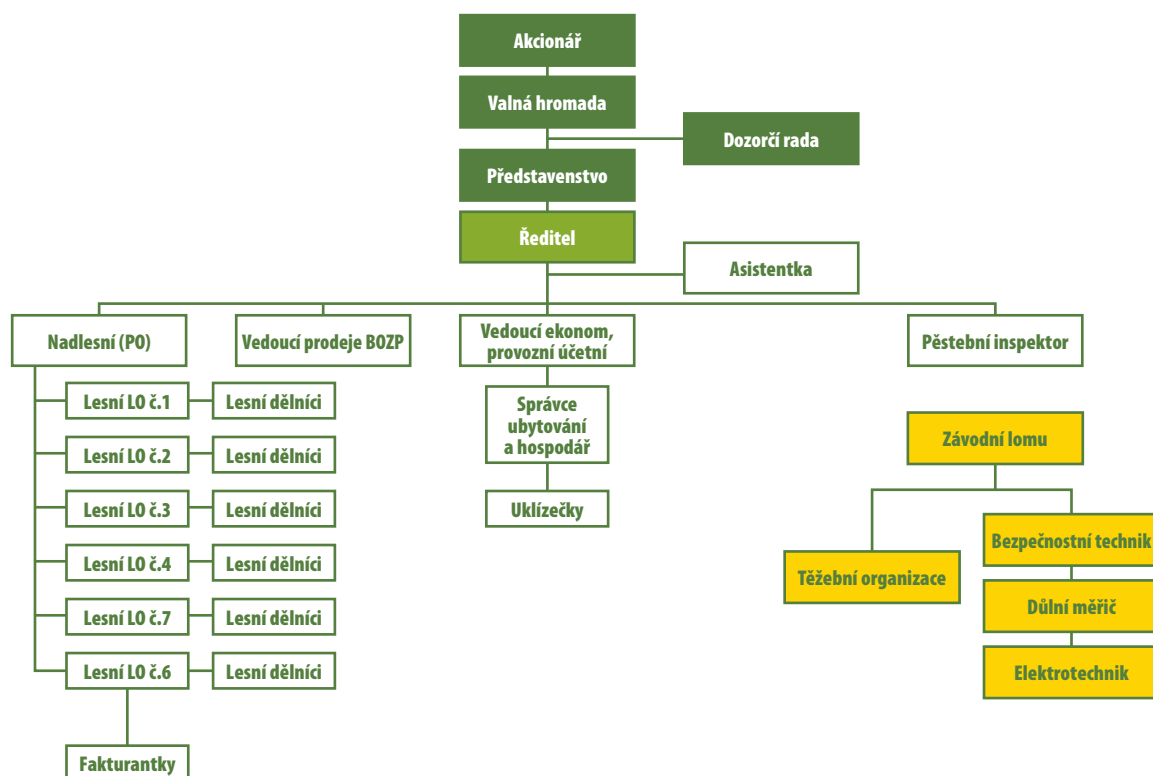 Akcionář
Valná hromada
Dozorčí rada
Představenstvo
Ředitel
Asistentka
Nadlesní (PO)
Vedoucí prodeje BOZP
Vedoucí ekonom,
provozní účetní
Pěstební inspektor
Lesní LO č.1
Lesní dělníci
Lesní LO č.2
Lesní dělníci
Lesní LO č.3
Lesní dělníci
Lesní LO č.4
Lesní dělníci
Lesní LO č.7
Lesní dělníci
Lesní LO č.6
Lesní dělníci
Fakturantky
Správce
ubytování
a hospodář
Uklízečky
Závodní lomu
Těžební organizace
Bezpečnostní technik
Důlní měřič
Elektrotechnik